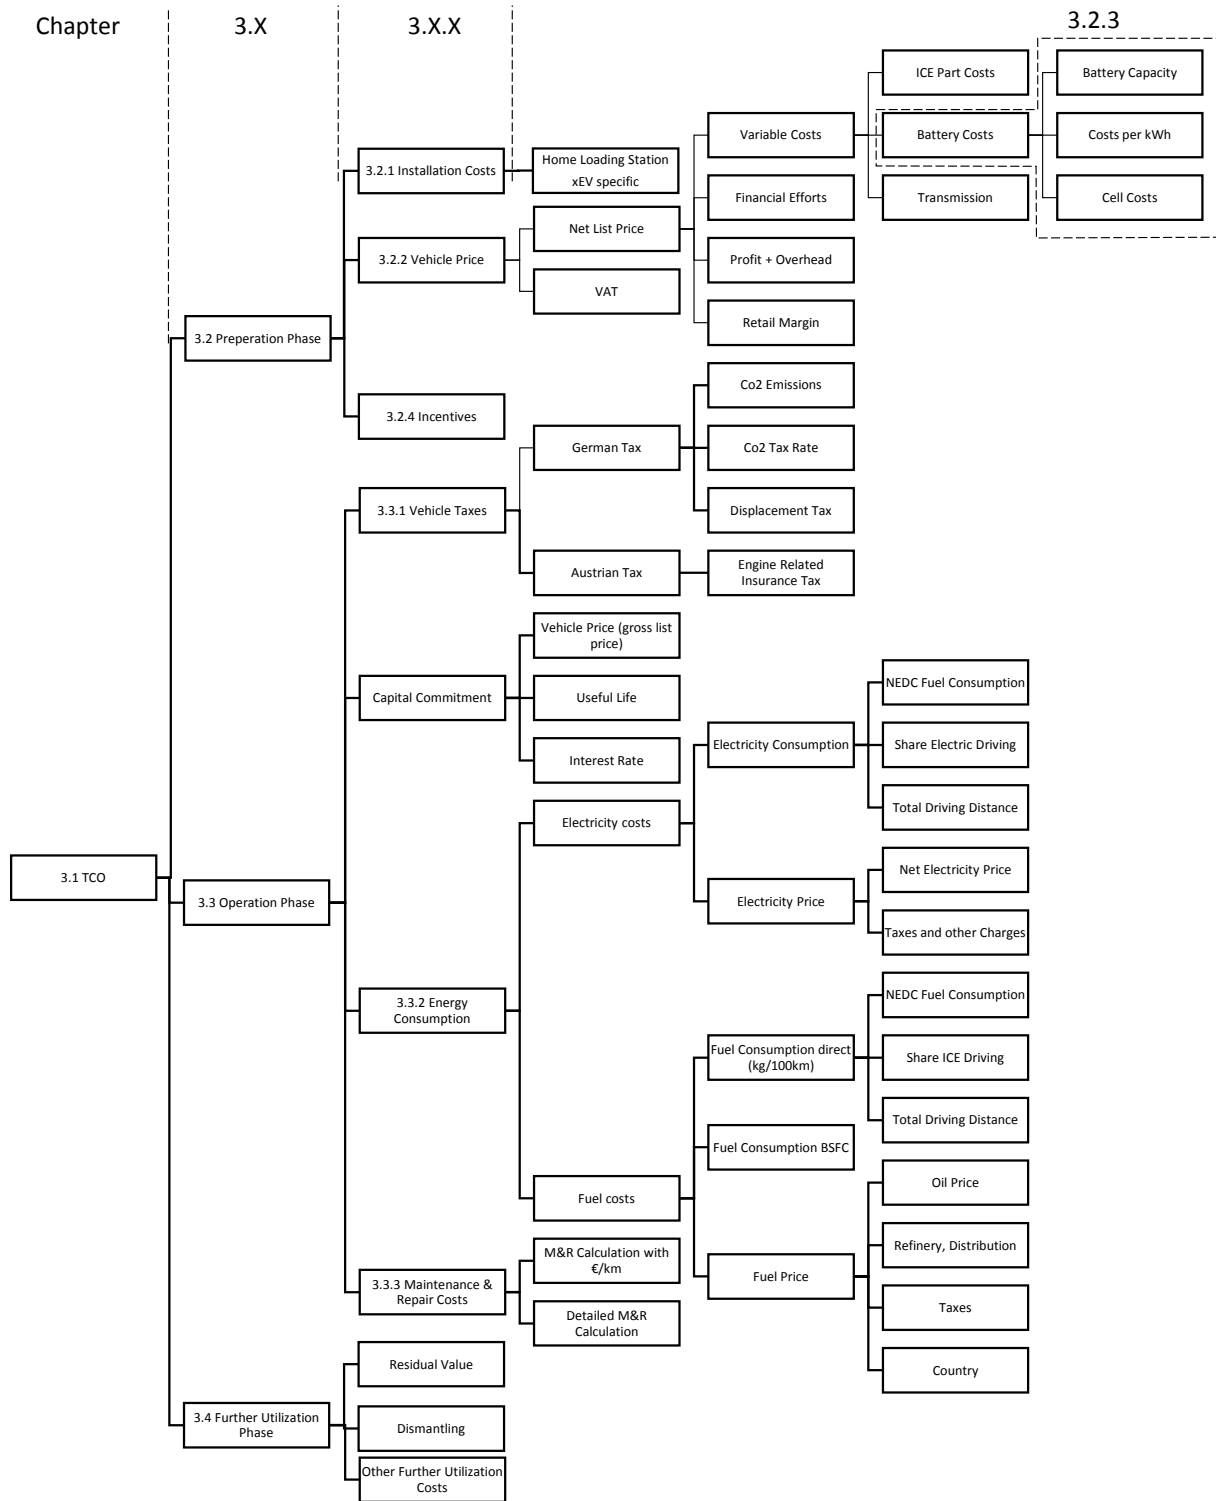 Chapter
3.X
3.X.X
3.2.3
ICE Part Costs
Battery Capacity
Variable Costs
Battery Costs
Costs per kWh
3.2.1 Installation Costs
Home Loading Station
xEV specific
Financial Efforts
Transmission
Cell Costs
Net List Price
3.2.2 Vehicle Price
Profit + Overhead
VAT
Retail Margin
3.2 Preperation Phase
Co2 Emissions
3.2.4 Incentives
German Tax
Co2 Tax Rate
3.3.1 Vehicle Taxes
Displacement Tax
Austrian Tax
Engine Related
Insurance Tax
Vehicle Price (gross list
price)
NEDC Fuel Consumption
Capital Commitment
Useful Life
Electricity Consumption
Share Electric Driving
Interest Rate
Total Driving Distance
Electricity costs
3.1 TCO
Net Electricity Price
3.3 Operation Phase
Electricity Price
Taxes and other Charges
3.3.2 Energy
Consumption
NEDC Fuel Consumption
Fuel Consumption direct
(kg/100km)
Share ICE Driving
Total Driving Distance
Fuel Consumption BSFC
Oil Price
Fuel costs
Refinery, Distribution
M&R Calculation with
€/km
3.3.3 Maintenance &
Repair Costs
Fuel Price
Taxes
Detailed M&R
Calculation
Residual Value
Country
3.4 Further Utilization
Phase
Dismantling
Other Further Utilization
Costs